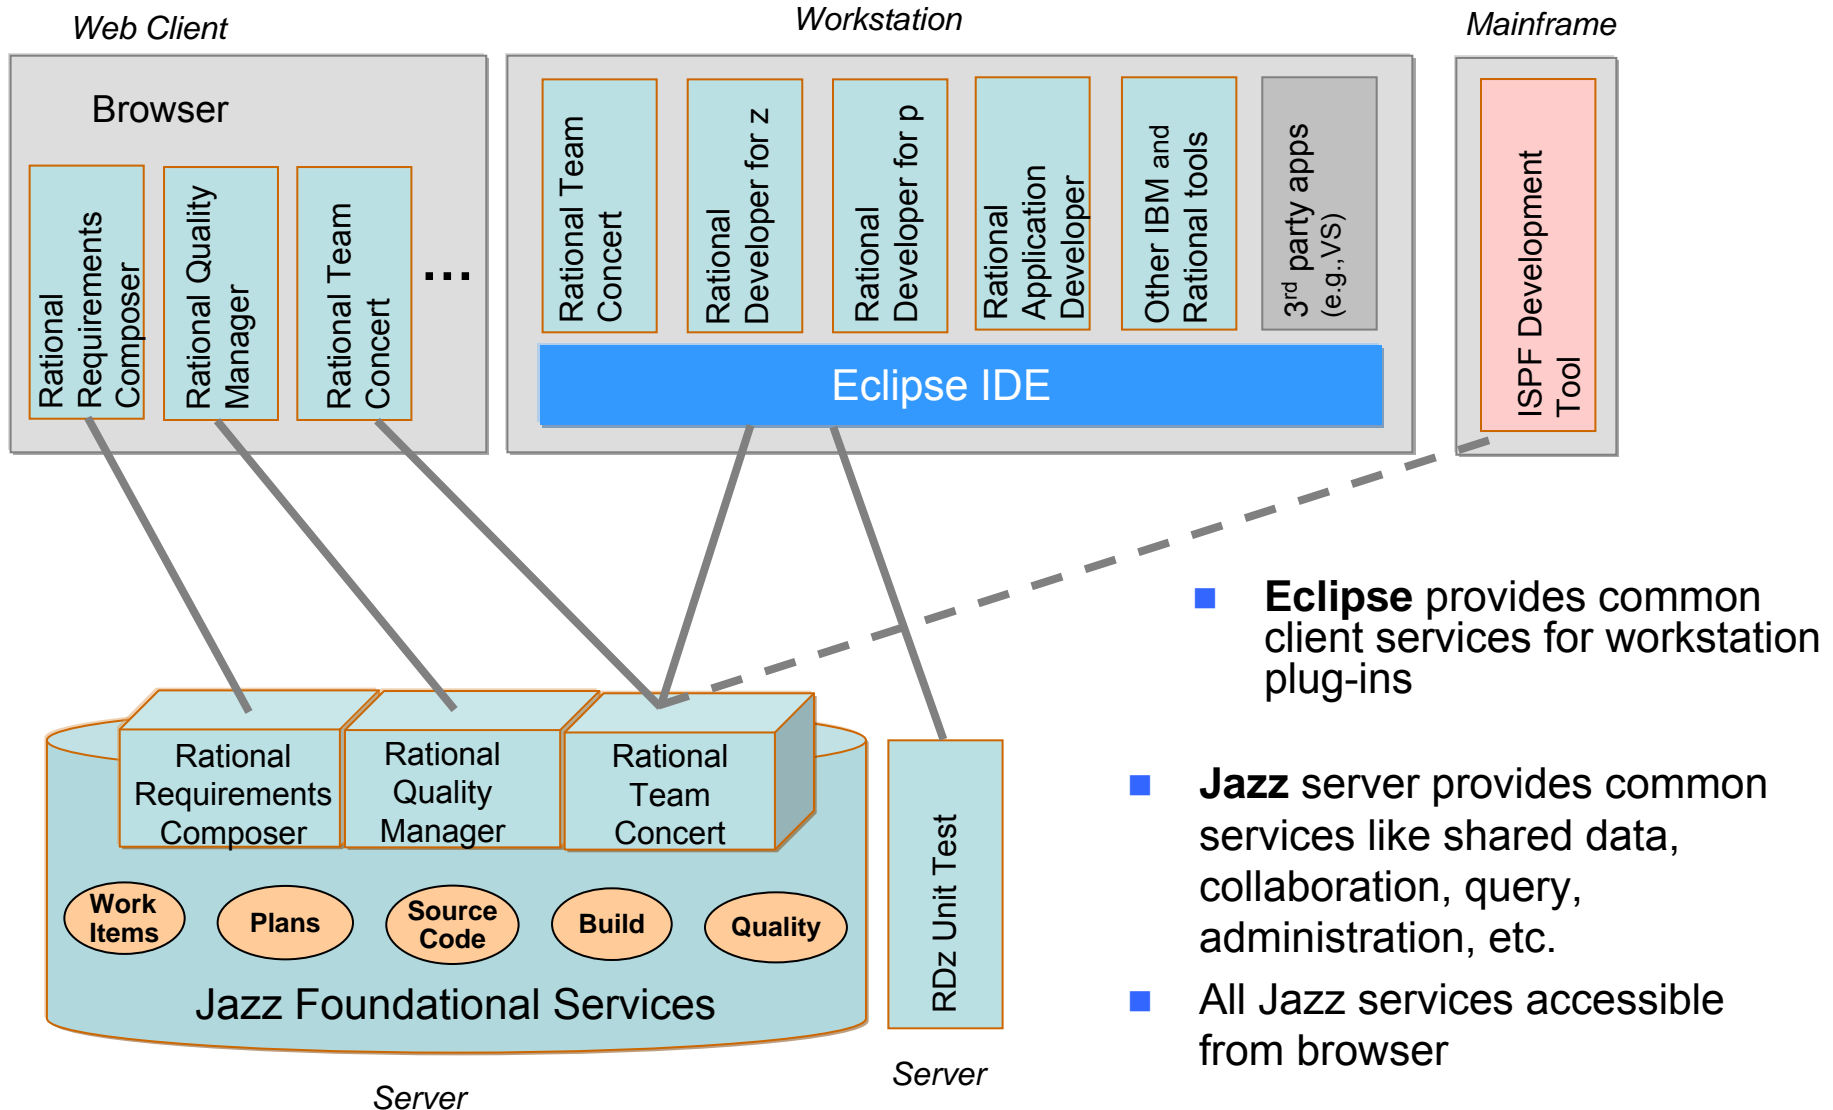 Web Client
Workstation
Mainframe
Browser
Rational
Requirements
Composer
Rational Quality
Manager
Rational Team
Concert
...
Rational Team
Concert
Rational
Developer for z
Rational
Developer for p
Rational
Application
Developer
Other IBM and
Rational tools
3rd party apps
(e.g.,VS)
Eclipse IDE
ISPF Development
Tool
Rational
Requirements
Composer
Rational
Quality
Manager
Rational
Team
Concert
Work
Items
Plans
Source
Code
Build
Quality
Jazz Foundational Services
Server
RDz Unit Test
Server
Eclipse provides common
client services for workstation
plug-ins
Jazz server provides common
services like shared data,
collaboration, query,
administration, etc.
All Jazz services accessible
from browser